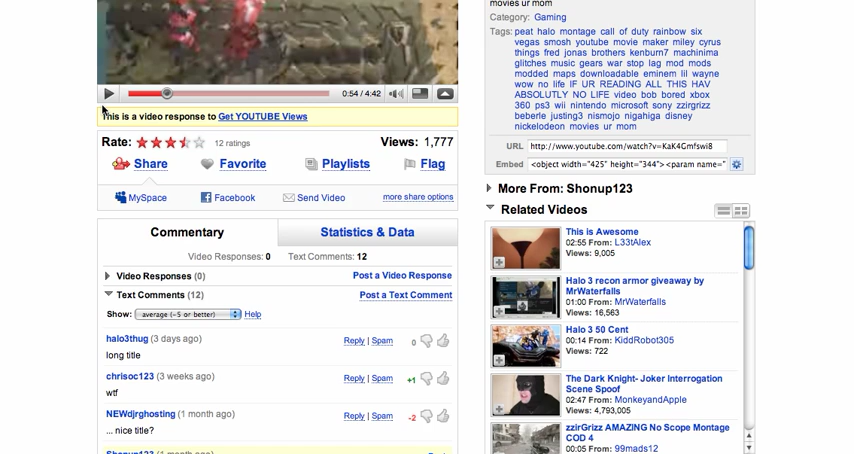 movies ur mom
Category: Gaming
Tags: peat halo montage call of duty rainbow six
vegas smosh youtube movie maker miley cyrus
things fred jonas brothers kenburn7 machinima
glitches music gears war stop lag mod mods
modded maps downloadable eminem lil wayne
wow no life IF UR READING ALL THIS HAV
ABSOLUTLY NO LIFE video bob bored xbox
360 ps3 wii nintendo microsoft sony zzirgrizz
beberle justing3 nismojo nigahiga disney
nickelodeon movies ur mom
0:54 / 4:42
This is a video response to Get YOUTUBE Views
Rate: 12 ratings Views: 1,777
Share Favorite Playlists Flag
MySpace Facebook Send Video more share options
URL http://www.youtube.com/watch?v=KaK4Gmfswi8
Embed <object width="425" height="344"><param name="
Commentary Statistics & Data
Video Responses: 0 Text Comments: 12
Video Responses (0) Post a Video Response
Text Comments (12) Post a Text Comment
Show: average (-5 or better) Help
halo3thug (3 days ago) Reply | Spam 0
long title
chrisoc123 (3 weeks ago) Reply | Spam +1
wtf
NEWdjrghosting (1 month ago) Reply | Spam -2
... nice title?
Shonup123 (1 month ago)
More From: Shonup123
Related Videos
This is Awesome
02:55 From: L33tAlex
Views: 9,005
Halo 3 recon armor giveaway by
MrWaterfalls
01:00 From: MrWaterfalls
Views: 16,563
Halo 3 50 Cent
00:14 From: KiddRobot305
Views: 722
The Dark Knight- Joker Interrogation
Scene Spoof
02:47 From: MonkeyandApple
Views: 4,793,005
zzirGrizz AMAZING No Scope Montage
COD 4
00:05 From: 99mads12